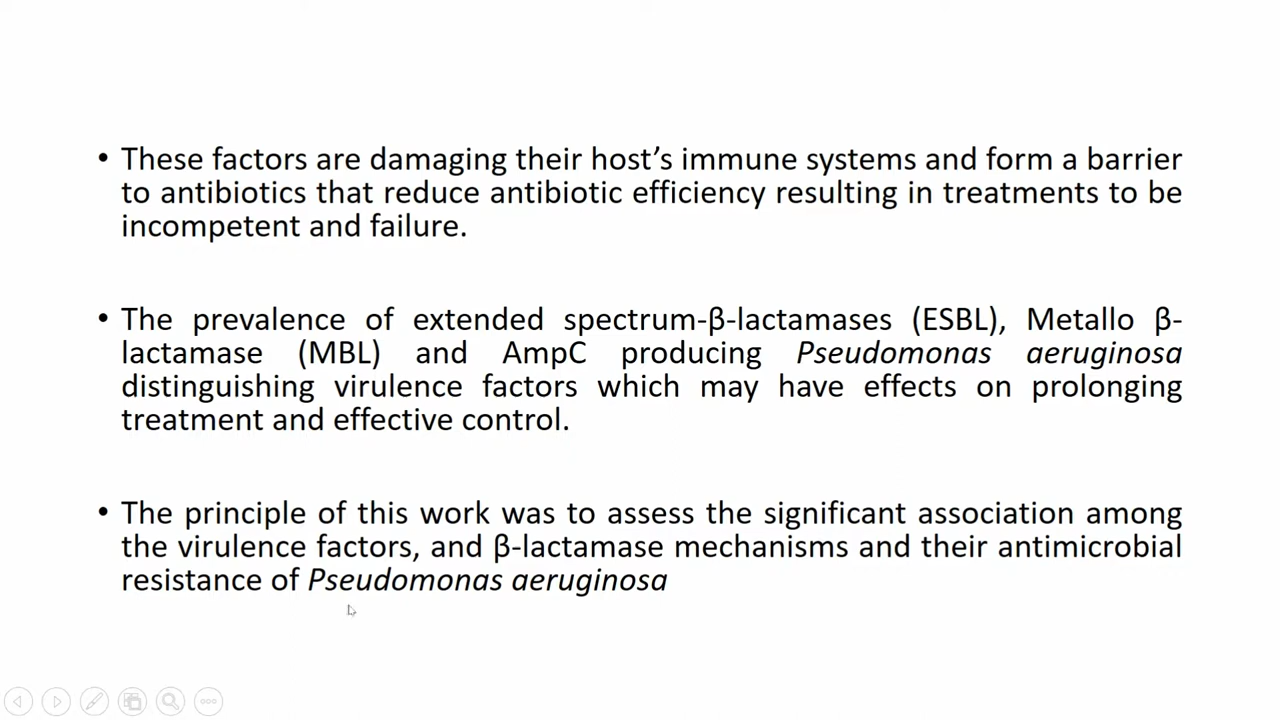 • These factors are damaging their host’s immune systems and form a barrier
to antibiotics that reduce antibiotic efficiency resulting in treatments to be
incompetent and failure.
• The prevalence of extended spectrum-β-lactamases (ESBL), Metallo β-
lactamase (MBL) and AmpC producing Pseudomonas aeruginosa
distinguishing virulence factors which may have effects on prolonging
treatment and effective control.
• The principle of this work was to assess the significant association among
the virulence factors, and β-lactamase mechanisms and their antimicrobial
resistance of Pseudomonas aeruginosa